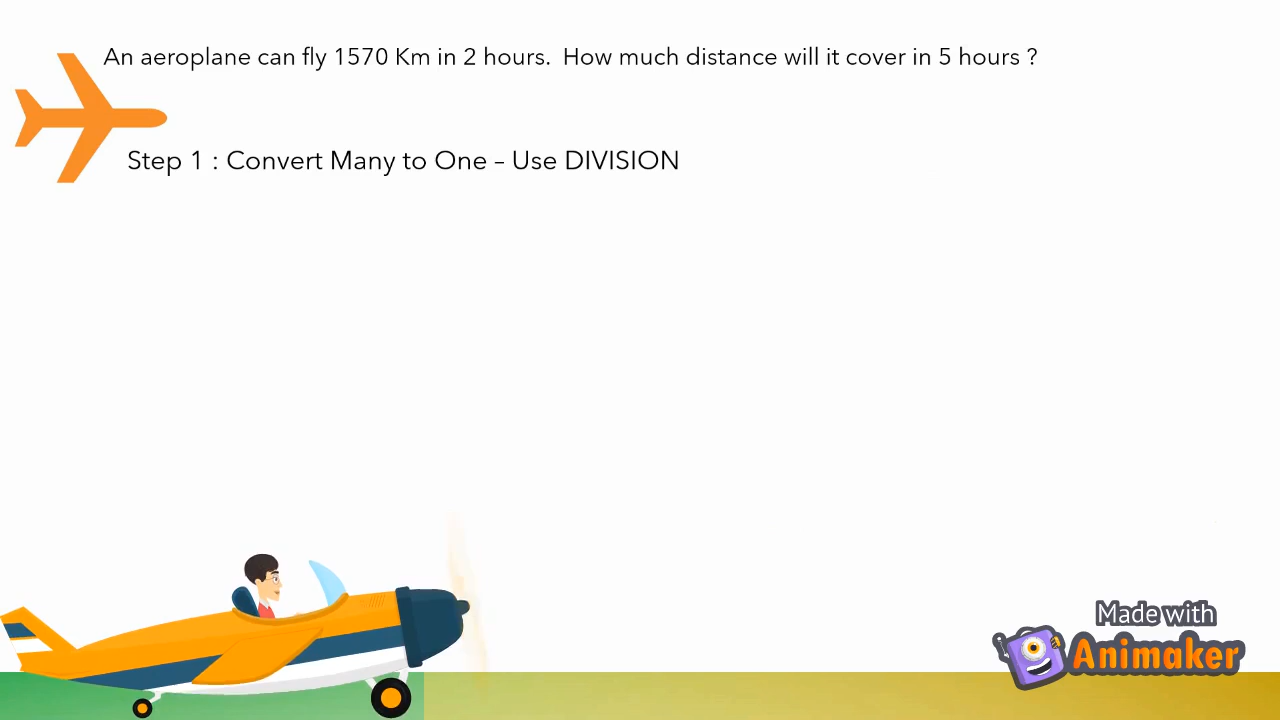 An aeroplane can fly 1570 Km in 2 hours.  How much distance will it cover in 5 hours ?
Step 1 : Convert Many to One – Use DIVISION
Made with
Animaker